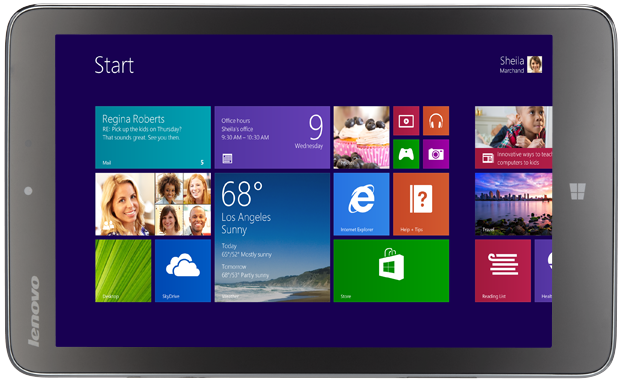 Start
Sheila
Marchand
Regina Roberts
RE: Pick up the kids on Thursday?
That sounds great. See you there.
Mail
5
Office hours
Sheila's office
9:30 AM – 10:30 AM
9
Wednesday
Innovative ways to teach
computers to kids
68°
Los Angeles
Sunny
Today
65°/52° Mostly sunny
Tomorrow
68°/53° Partly sunny
Weather
Internet Explorer
Help + Tips
Travel
Desktop
SkyDrive
Store
Reading List
Heal
lenovo